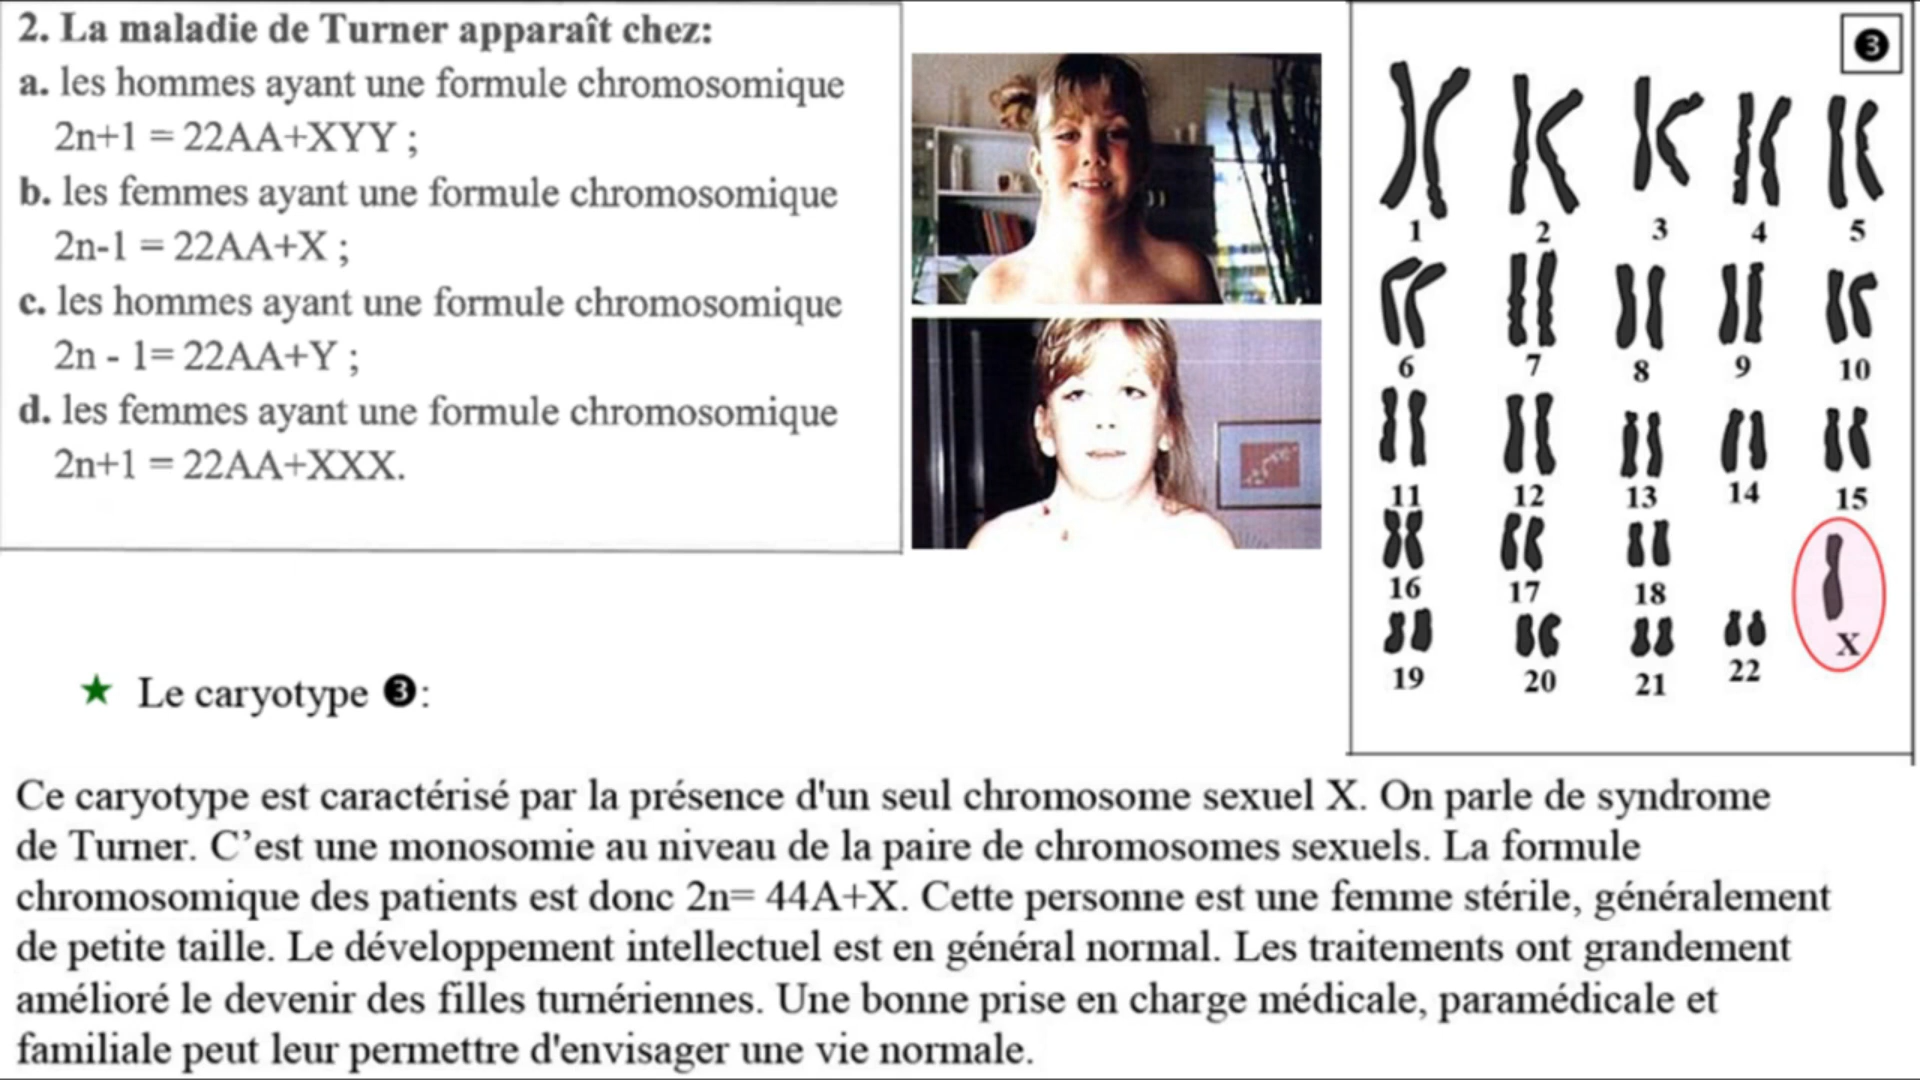 2. La maladie de Turner apparaît chez:
a. les hommes ayant une formule chromosomique
2n+1 = 22AA+XYY ;
b. les femmes ayant une formule chromosomique
2n-1 = 22AA+X ;
c. les hommes ayant une formule chromosomique
2n - 1= 22AA+Y ;
d. les femmes ayant une formule chromosomique
2n+1 = 22AA+XXX.
❸
1 2 3 4 5
6 7 8 9 10
11 12 13 14 15
16 17 18
X
19 20 21 22
★ Le caryotype ❸:
Ce caryotype est caractérisé par la présence d'un seul chromosome sexuel X. On parle de syndrome
de Turner. C’est une monosomie au niveau de la paire de chromosomes sexuels. La formule
chromosomique des patients est donc 2n= 44A+X. Cette personne est une femme stérile, généralement
de petite taille. Le développement intellectuel est en général normal. Les traitements ont grandement
amélioré le devenir des filles turnériennes. Une bonne prise en charge médicale, paramédicale et
familiale peut leur permettre d'envisager une vie normale.